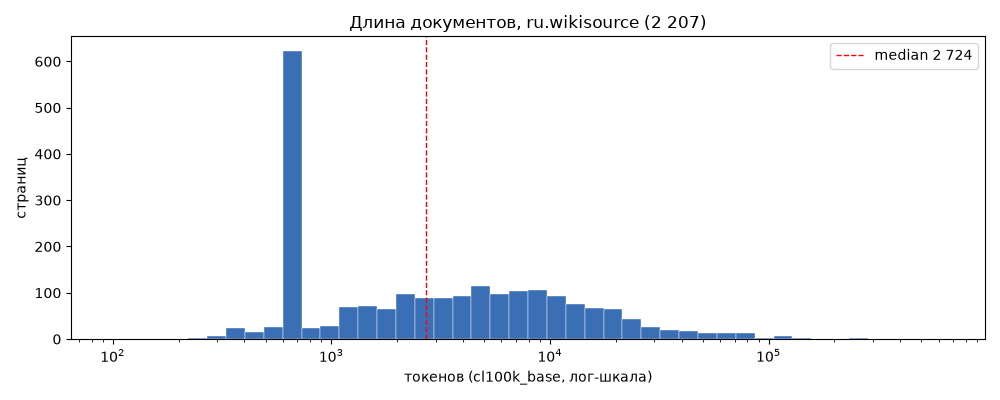 Длина документов, ru.wikisource (2 207)
median 2 724
страниц
600
500
400
300
200
100
0
10²
10³
10⁴
10⁵
токенов (cl100k_base, лог-шкала)